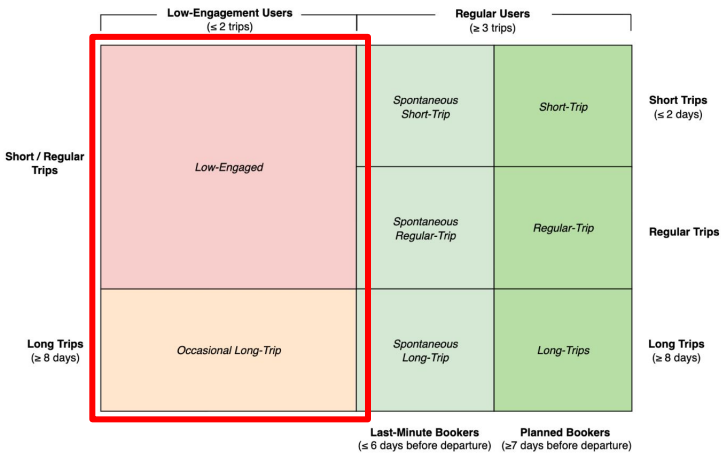 Low-Engagement Users
(≤ 2 trips)
Regular Users
(≥ 3 trips)
Short / Regular
Trips
Low-Engaged
Spontaneous
Short-Trip
Short-Trip
Short Trips
(≤ 2 days)
Spontaneous
Regular-Trip
Regular-Trip
Regular Trips
Long Trips
(≥ 8 days)
Occasional Long-Trip
Spontaneous
Long-Trip
Long-Trips
Long Trips
(≥ 8 days)
Last-Minute Bookers
(≤ 6 days before departure)
Planned Bookers
(≥7 days before departure)